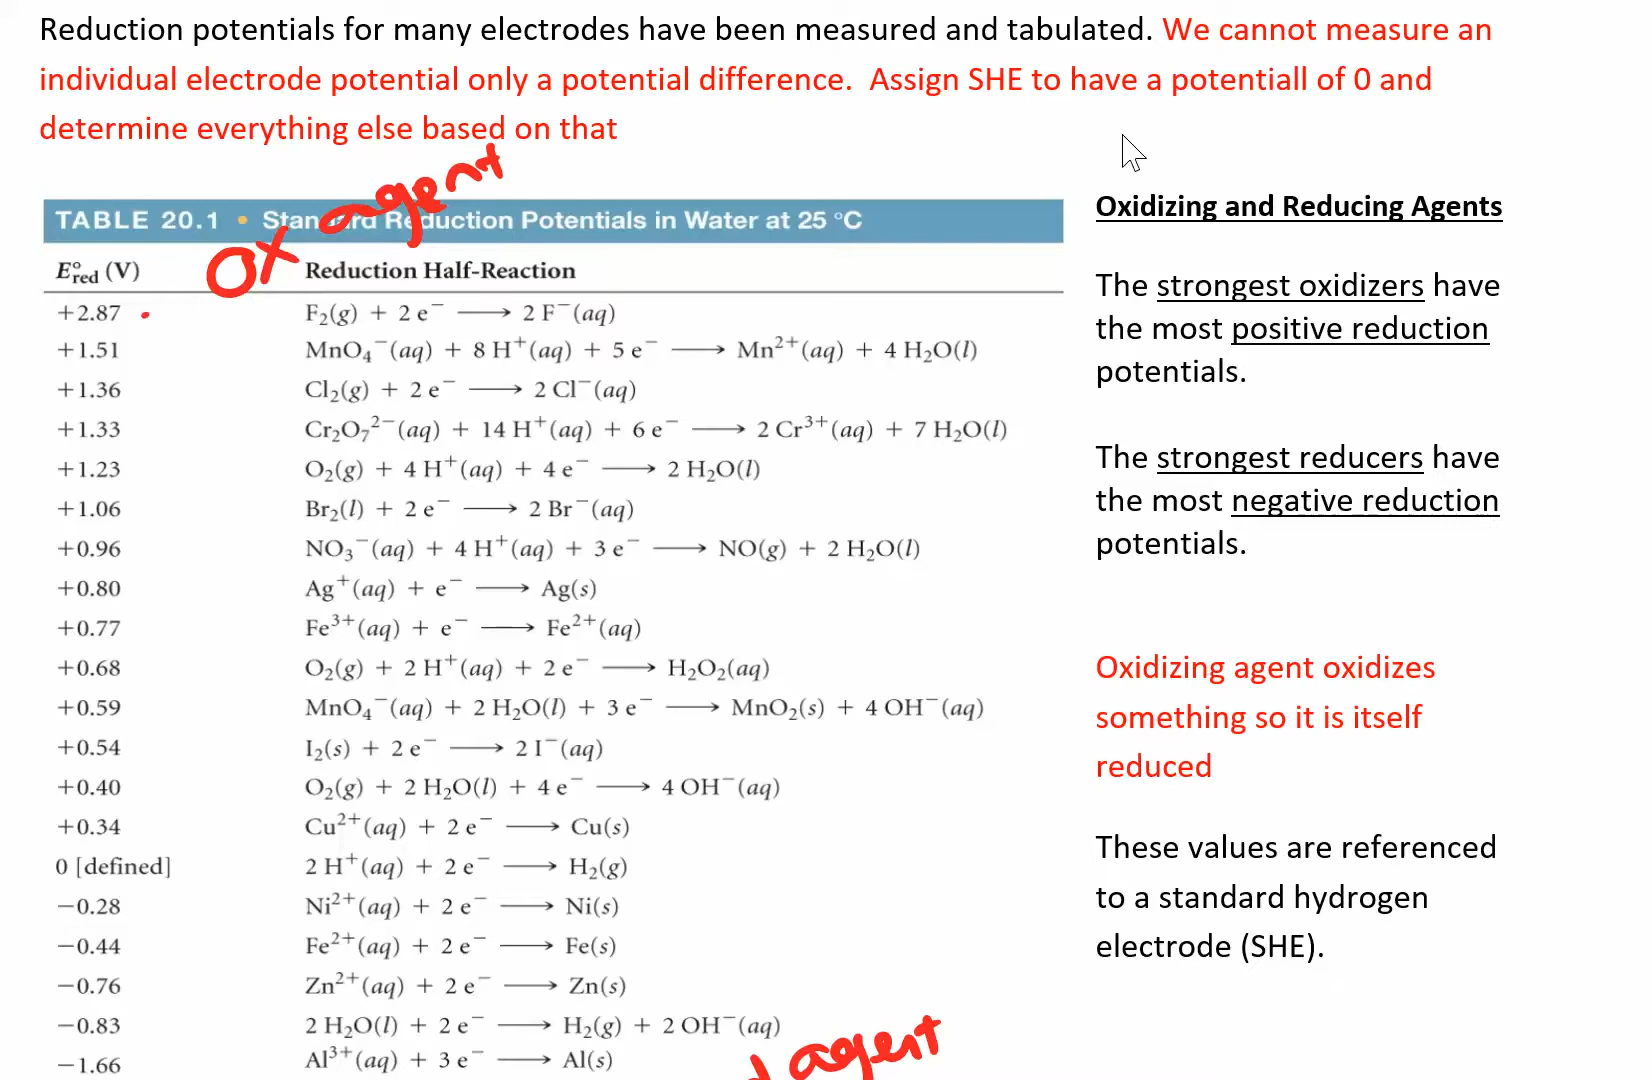 Reduction potentials for many electrodes have been measured and tabulated. We cannot measure an
individual electrode potential only a potential difference.  Assign SHE to have a potentiall of 0 and
determine everything else based on that
ox agent
TABLE 20.1 • Standard Reduction Potentials in Water at 25 °C
E°red (V) Reduction Half-Reaction
+2.87 F₂(g) + 2 e⁻ ⟶ 2 F⁻(aq)
+1.51 MnO₄⁻(aq) + 8 H⁺(aq) + 5 e⁻ ⟶ Mn²⁺(aq) + 4 H₂O(l)
+1.36 Cl₂(g) + 2 e⁻ ⟶ 2 Cl⁻(aq)
+1.33 Cr₂O₇²⁻(aq) + 14 H⁺(aq) + 6 e⁻ ⟶ 2 Cr³⁺(aq) + 7 H₂O(l)
+1.23 O₂(g) + 4 H⁺(aq) + 4 e⁻ ⟶ 2 H₂O(l)
+1.06 Br₂(l) + 2 e⁻ ⟶ 2 Br⁻(aq)
+0.96 NO₃⁻(aq) + 4 H⁺(aq) + 3 e⁻ ⟶ NO(g) + 2 H₂O(l)
+0.80 Ag⁺(aq) + e⁻ ⟶ Ag(s)
+0.77 Fe³⁺(aq) + e⁻ ⟶ Fe²⁺(aq)
+0.68 O₂(g) + 2 H⁺(aq) + 2 e⁻ ⟶ H₂O₂(aq)
+0.59 MnO₄⁻(aq) + 2 H₂O(l) + 3 e⁻ ⟶ MnO₂(s) + 4 OH⁻(aq)
+0.54 I₂(s) + 2 e⁻ ⟶ 2 I⁻(aq)
+0.40 O₂(g) + 2 H₂O(l) + 4 e⁻ ⟶ 4 OH⁻(aq)
+0.34 Cu²⁺(aq) + 2 e⁻ ⟶ Cu(s)
0 [defined] 2 H⁺(aq) + 2 e⁻ ⟶ H₂(g)
−0.28 Ni²⁺(aq) + 2 e⁻ ⟶ Ni(s)
−0.44 Fe²⁺(aq) + 2 e⁻ ⟶ Fe(s)
−0.76 Zn²⁺(aq) + 2 e⁻ ⟶ Zn(s)
−0.83 2 H₂O(l) + 2 e⁻ ⟶ H₂(g) + 2 OH⁻(aq)
−1.66 Al³⁺(aq) + 3 e⁻ ⟶ Al(s)
agent
Oxidizing and Reducing Agents
The strongest oxidizers have
the most positive reduction
potentials.
The strongest reducers have
the most negative reduction
potentials.
Oxidizing agent oxidizes
something so it is itself
reduced
These values are referenced
to a standard hydrogen
electrode (SHE).